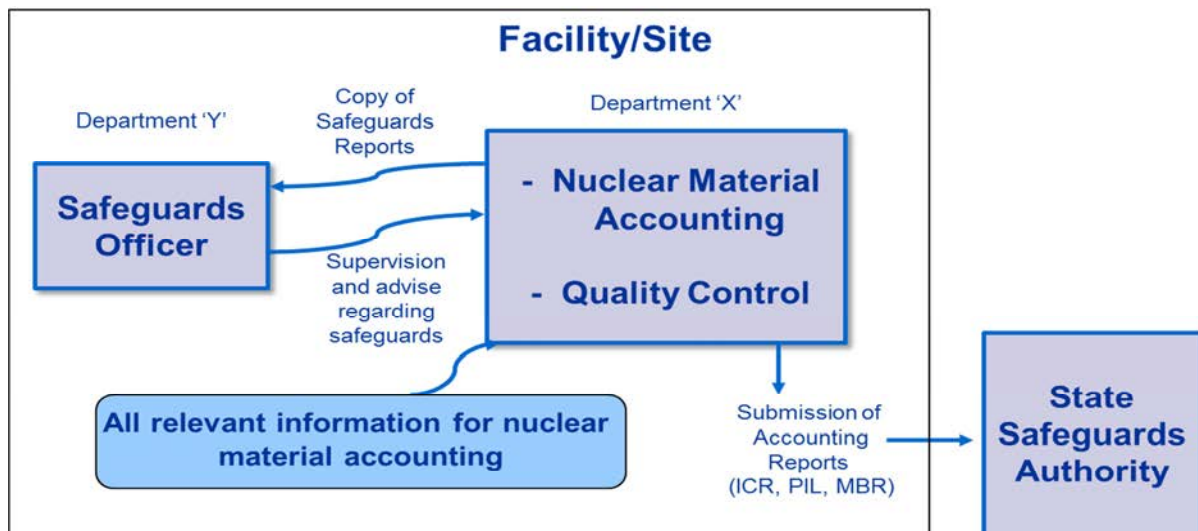 Facility/Site
Department ‘Y’
Copy of
Safeguards
Reports
Department ‘X’
Safeguards
Officer
- Nuclear Material
Accounting
- Quality Control
Supervision
and advise
regarding
safeguards
All relevant information for nuclear
material accounting
Submission of
Accounting
Reports
(ICR, PIL, MBR)
State
Safeguards
Authority